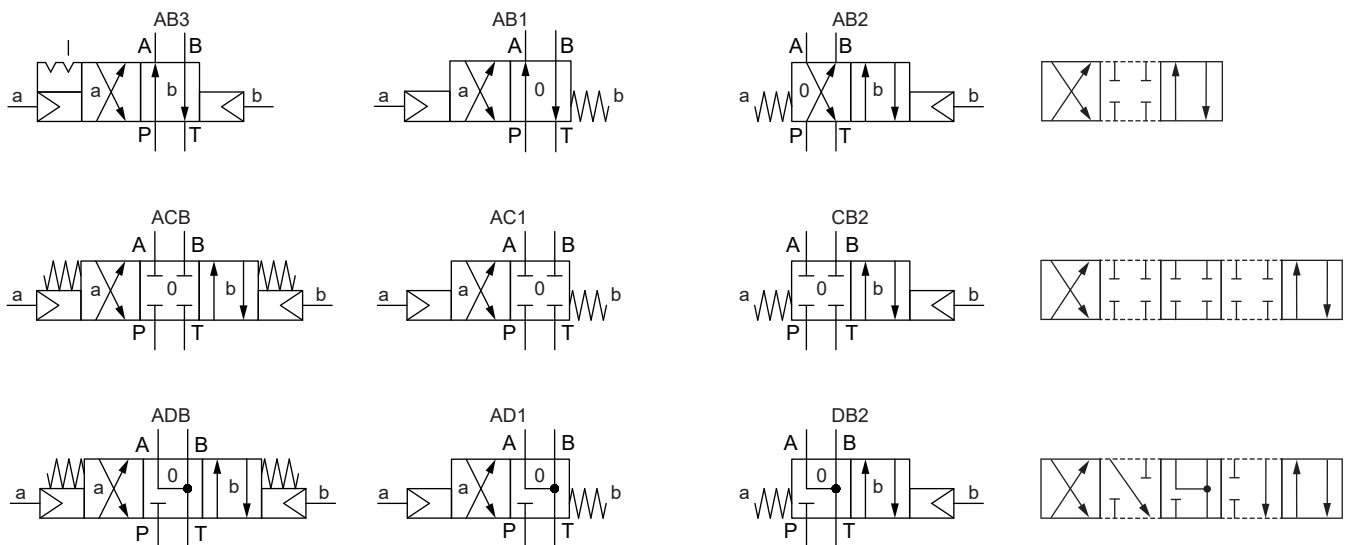 AB3 AB1 AB2
A B A B A B
a a b b a 0 b a 0 b b
P T P T P T
ACB AC1 CB2
A B A B A B
a a 0 b b a a 0 b a 0 b b
P T P T P T
ADB AD1 DB2
A B A B A B
a a 0 b b a a 0 b a 0 b b
P T P T P T